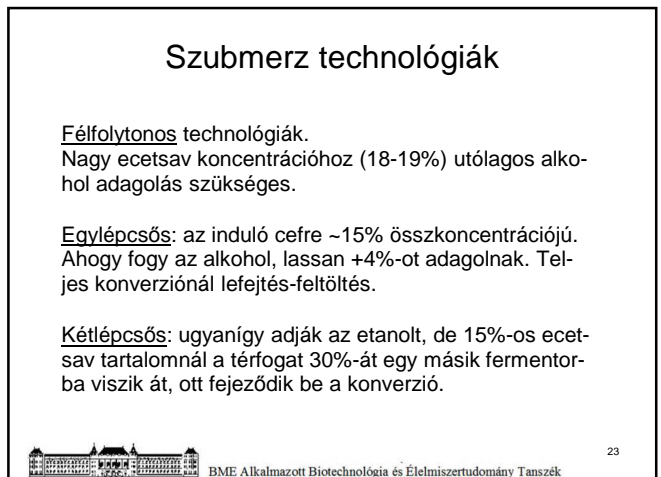 Szubmerz technológiák
Félfolytonos technológiák.
Nagy ecetsav koncentrációhoz (18-19%) utólagos alko-
hol adagolás szükséges.
Egylépcsős: az induló cefre ~15% összkoncentrációjú.
Ahogy fogy az alkohol, lassan +4%-ot adagolnak. Tel-
jes konverziónál lefejtés-feltöltés.
Kétlépcsős: ugyanígy adják az etanolt, de 15%-os ecet-
sav tartalomnál a térfogat 30%-át egy másik fermentor-
ba viszik át, ott fejeződik be a konverzió.
23
BME Alkalmazott Biotechnológia és Élelmiszertudomány Tanszék